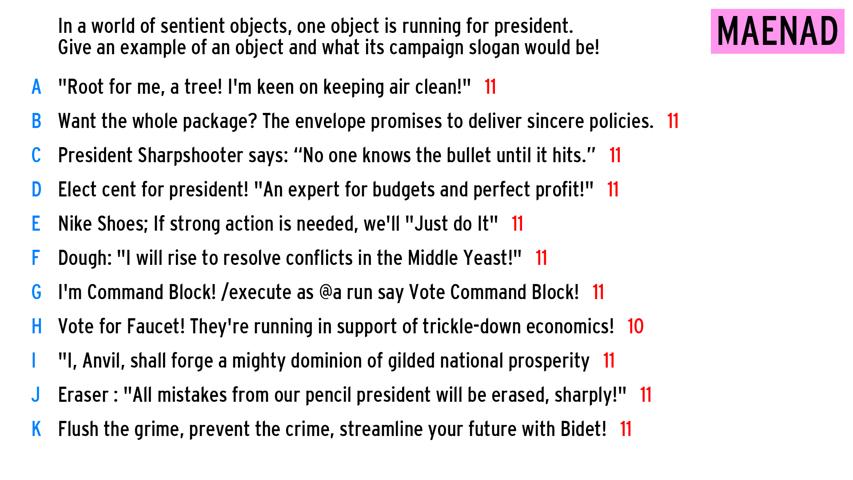 In a world of sentient objects, one object is running for president.
Give an example of an object and what its campaign slogan would be!
MAENAD
A "Root for me, a tree! I'm keen on keeping air clean!" 11
B Want the whole package? The envelope promises to deliver sincere policies. 11
C President Sharpshooter says: “No one knows the bullet until it hits.” 11
D Elect cent for president! "An expert for budgets and perfect profit!" 11
E Nike Shoes; If strong action is needed, we'll "Just do It" 11
F Dough: "I will rise to resolve conflicts in the Middle Yeast!" 11
G I'm Command Block! /execute as @a run say Vote Command Block! 11
H Vote for Faucet! They're running in support of trickle-down economics! 10
I "I, Anvil, shall forge a mighty dominion of gilded national prosperity 11
J Eraser : "All mistakes from our pencil president will be erased, sharply!" 11
K Flush the grime, prevent the crime, streamline your future with Bidet! 11